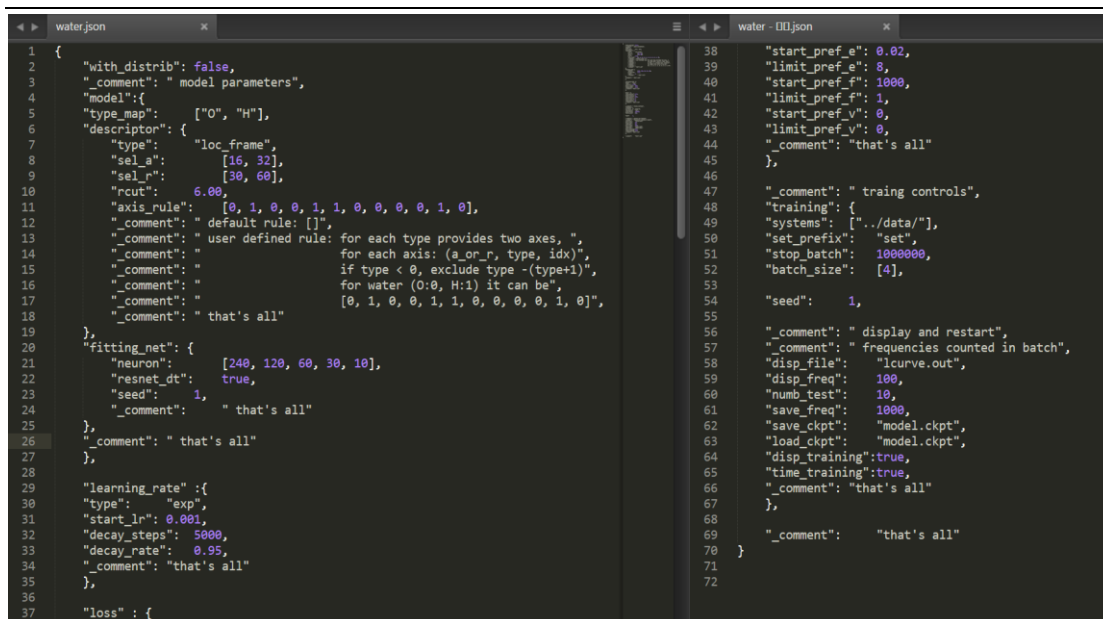 water.json
1 {
2 "with_distrib": false,
3 "_comment": " model parameters",
4 "model":{
5 "type_map": ["O", "H"],
6 "descriptor": {
7 "type": "loc_frame",
8 "sel_a": [16, 32],
9 "sel_r": [30, 60],
10 "rcut": 6.00,
11 "axis_rule": [0, 1, 0, 0, 1, 1, 0, 0, 0, 0, 1, 0],
12 "_comment": " default rule: []",
13 "_comment": " user defined rule: for each type provides two axes, ",
14 "_comment": " for each axis: (a_or_r, type, idx)",
15 "_comment": " if type < 0, exclude type -(type+1)",
16 "_comment": " for water (O:0, H:1) it can be",
17 "_comment": " [0, 1, 0, 0, 1, 1, 0, 0, 0, 0, 1, 0]",
18 "_comment": " that's all"
19 },
20 "fitting_net": {
21 "neuron": [240, 120, 60, 30, 10],
22 "resnet_dt": true,
23 "seed": 1,
24 "_comment": " that's all"
25 },
26 "_comment": " that's all"
27 },
28
29 "learning_rate" :{
30 "type": "exp",
31 "start_lr": 0.001,
32 "decay_steps": 5000,
33 "decay_rate": 0.95,
34 "_comment": "that's all"
35 },
36
37 "loss" : {
water - □□.json
38 "start_pref_e": 0.02,
39 "limit_pref_e": 8,
40 "start_pref_f": 1000,
41 "limit_pref_f": 1,
42 "start_pref_v": 0,
43 "limit_pref_v": 0,
44 "_comment": "that's all"
45 },
46
47 "_comment": " traing controls",
48 "training": {
49 "systems": ["../data/"],
50 "set_prefix": "set",
51 "stop_batch": 1000000,
52 "batch_size": [4],
53
54 "seed": 1,
55
56 "_comment": " display and restart",
57 "_comment": " frequencies counted in batch",
58 "disp_file": "lcurve.out",
59 "disp_freq": 100,
60 "numb_test": 10,
61 "save_freq": 1000,
62 "save_ckpt": "model.ckpt",
63 "load_ckpt": "model.ckpt",
64 "disp_training":true,
65 "time_training":true,
66 "_comment": "that's all"
67 },
68
69 "_comment": "that's all"
70 }
71
72